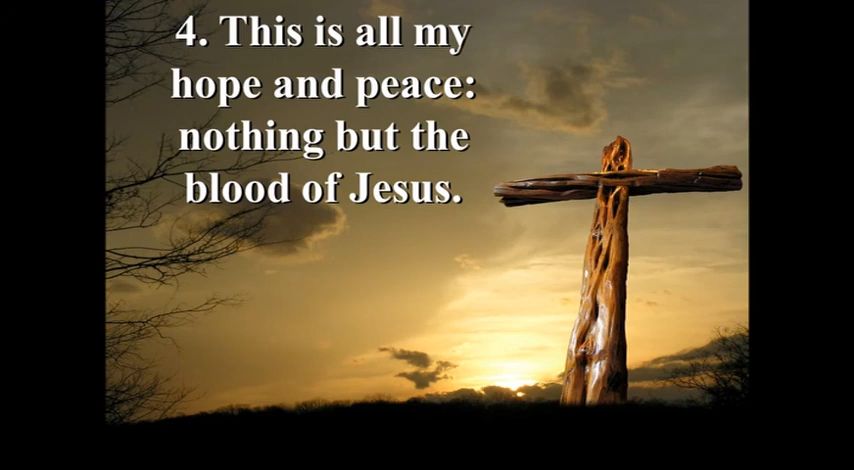 4. This is all my
hope and peace:
nothing but the
blood of Jesus.